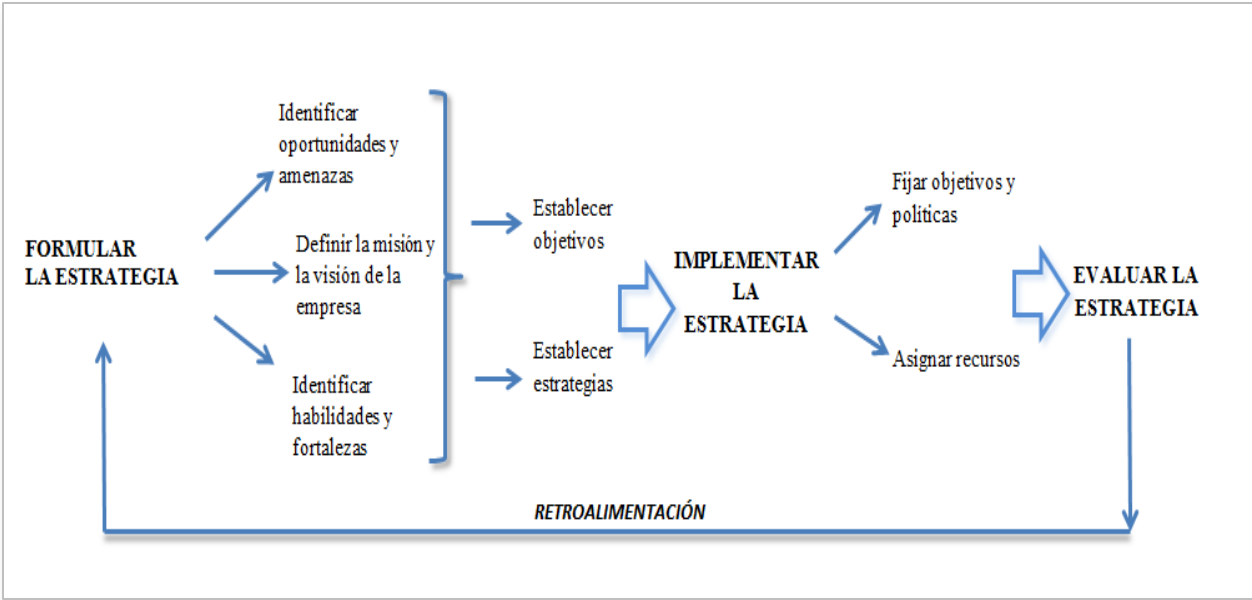 FORMULAR
LA ESTRATEGIA
Identificar
oportunidades y
amenazas
Definir la misión y
la visión de la
empresa
Identificar
habilidades y
fortalezas
Establecer
objetivos
Establecer
estrategias
IMPLEMENTAR
LA
ESTRATEGIA
Fijar objetivos y
políticas
Asignar recursos
EVALUAR LA
ESTRATEGIA
RETROALIMENTACIÓN